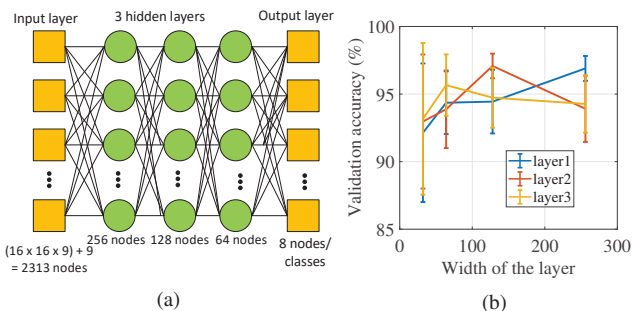 Input layer
3 hidden layers
Output layer
(16 x 16 x 9) + 9
= 2313 nodes
256 nodes
128 nodes
64 nodes
8 nodes/
classes
(a)
Validation accuracy (%)
100
95
90
85
0
100
200
300
layer1
layer2
layer3
Width of the layer
(b)